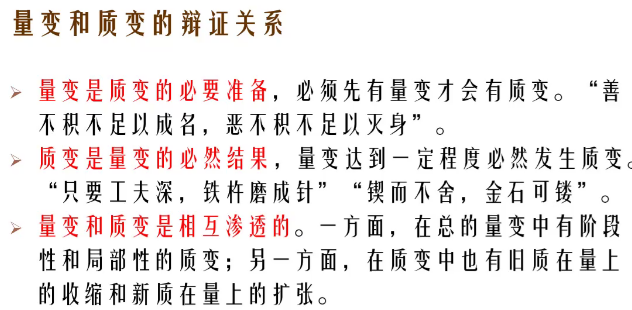 量变和质变的辩证关系
量变是质变的必要准备，必须先有量变才会有质变。“善
不积不足以成名，恶不积不足以灭身”。
质变是量变的必然结果，量变达到一定程度必然发生质变。
“只要工夫深，铁杵磨成针”“锲而不舍，金石可镂”。
量变和质变是相互渗透的。一方面，在总的量变中有阶段
性和局部性的质变；另一方面，在质变中也有旧质在量上
的收缩和新质在量上的扩张。